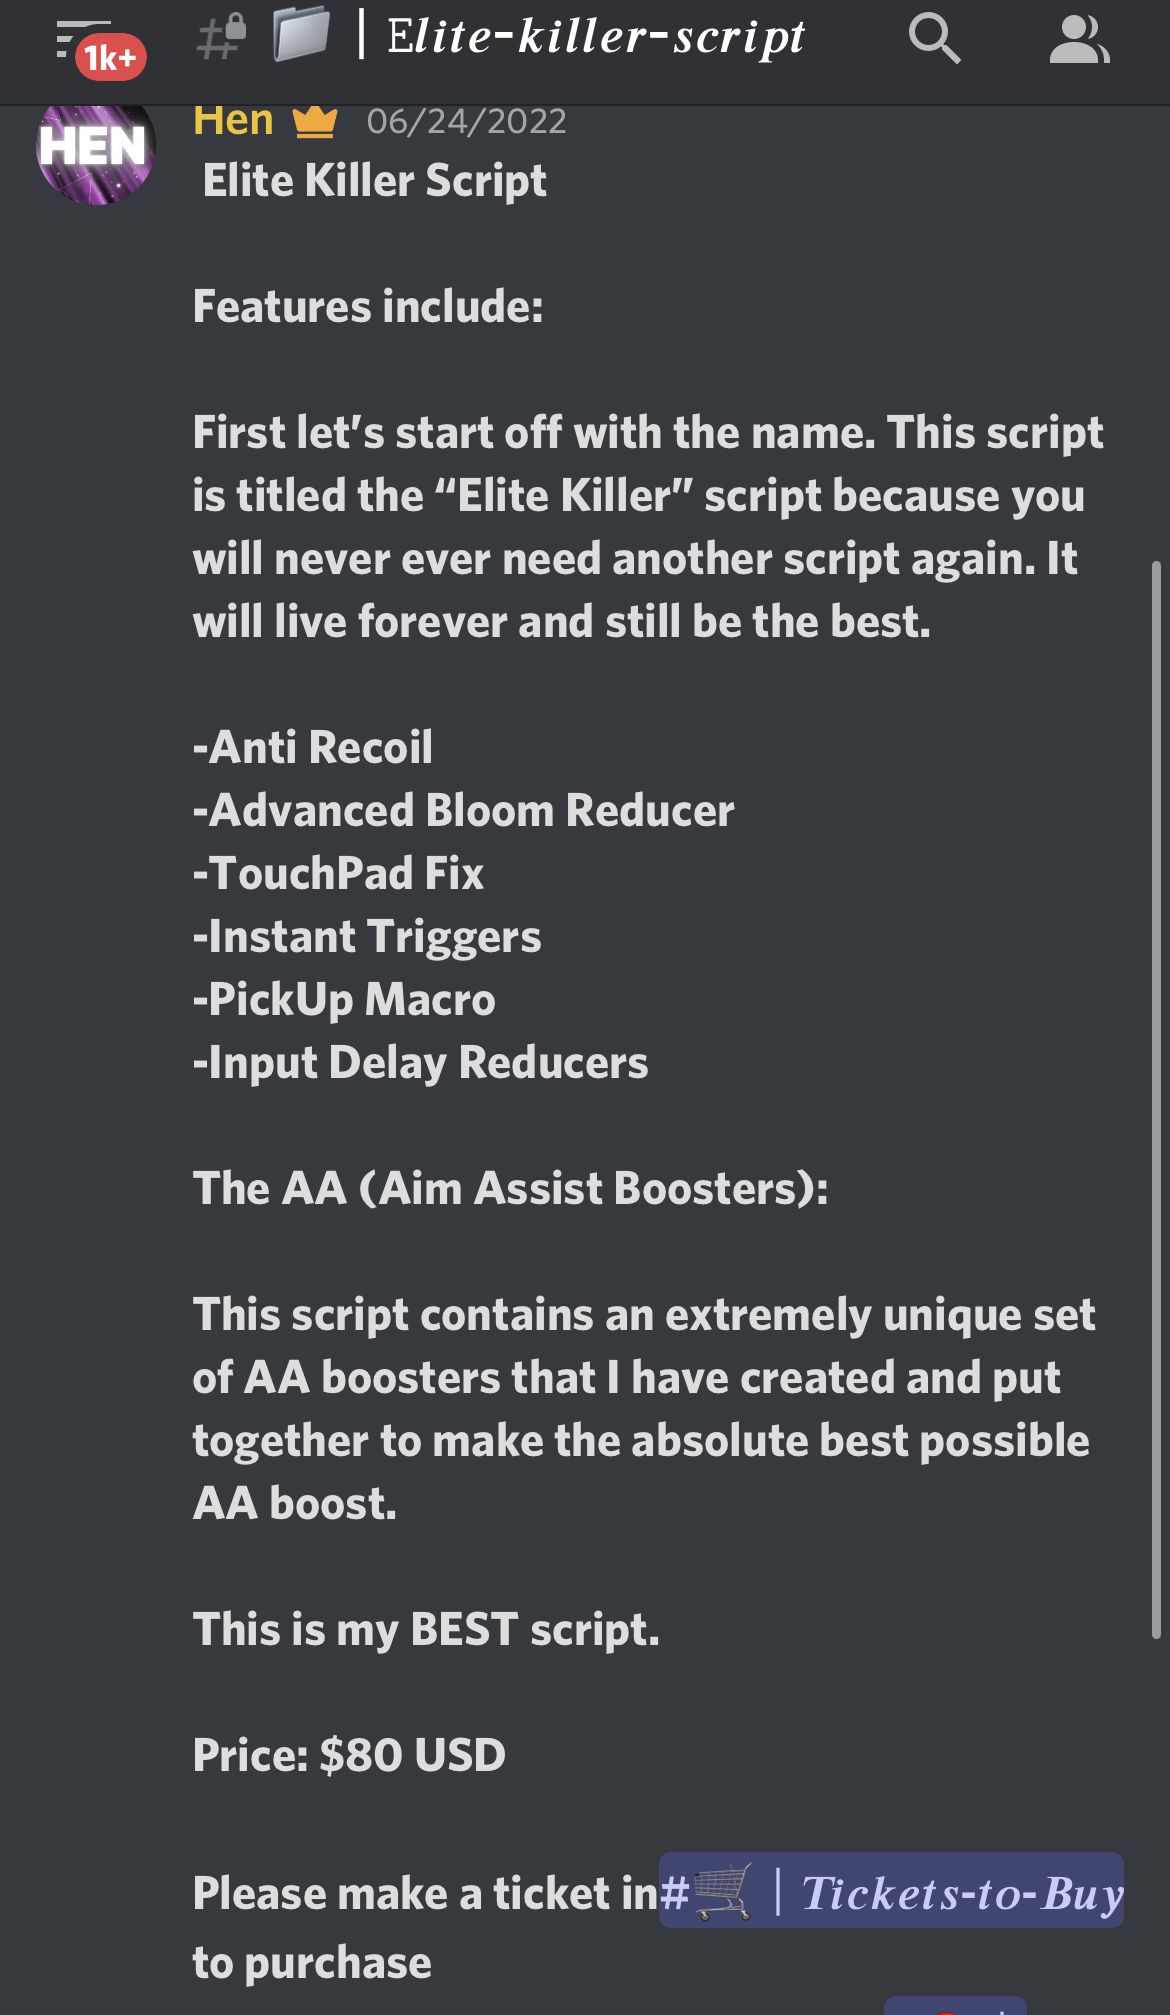 1k+
# 📁 | Elite-killer-script
HEN
Hen 06/24/2022
Elite Killer Script
Features include:
First let’s start off with the name. This script
is titled the “Elite Killer” script because you
will never ever need another script again. It
will live forever and still be the best.
-Anti Recoil
-Advanced Bloom Reducer
-TouchPad Fix
-Instant Triggers
-PickUp Macro
-Input Delay Reducers
The AA (Aim Assist Boosters):
This script contains an extremely unique set
of AA boosters that I have created and put
together to make the absolute best possible
AA boost.
This is my BEST script.
Price: $80 USD
Please make a ticket in#🛒 | Tickets-to-Buy
to purchase